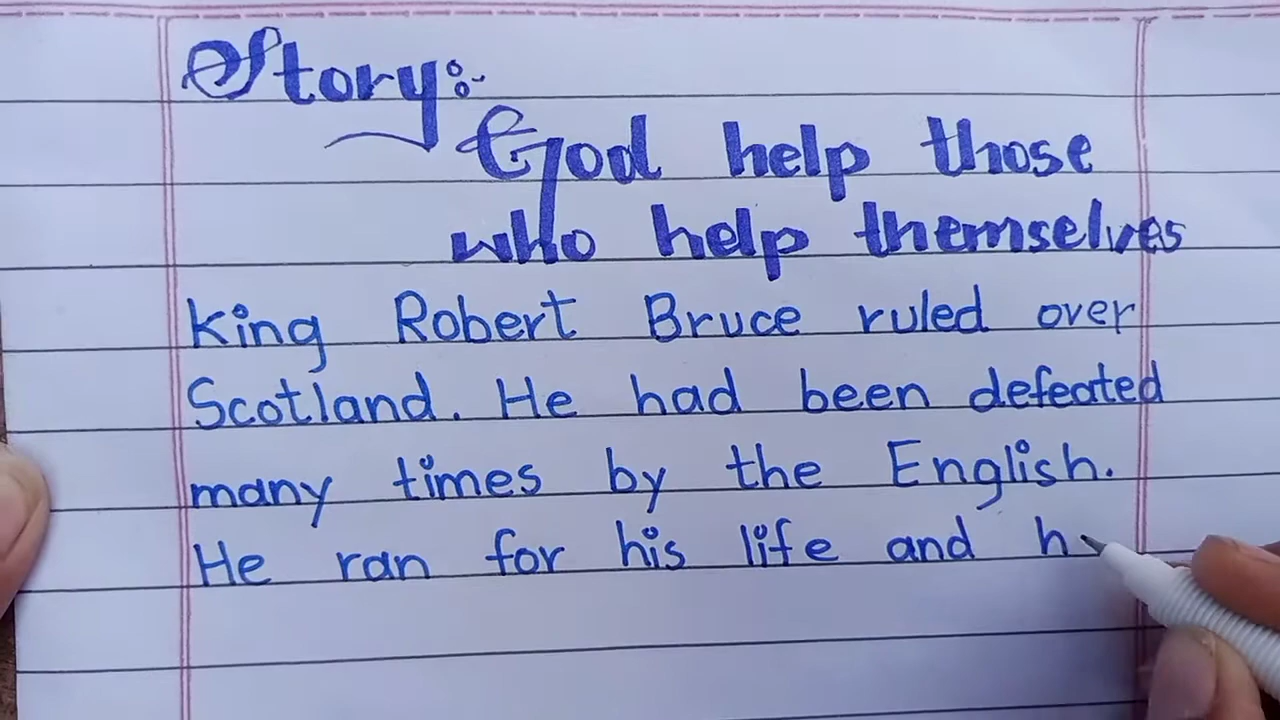 Story:-
God help those
who help themselves
King Robert Bruce ruled over
Scotland. He had been defeated
many times by the English.
He ran for his life and h